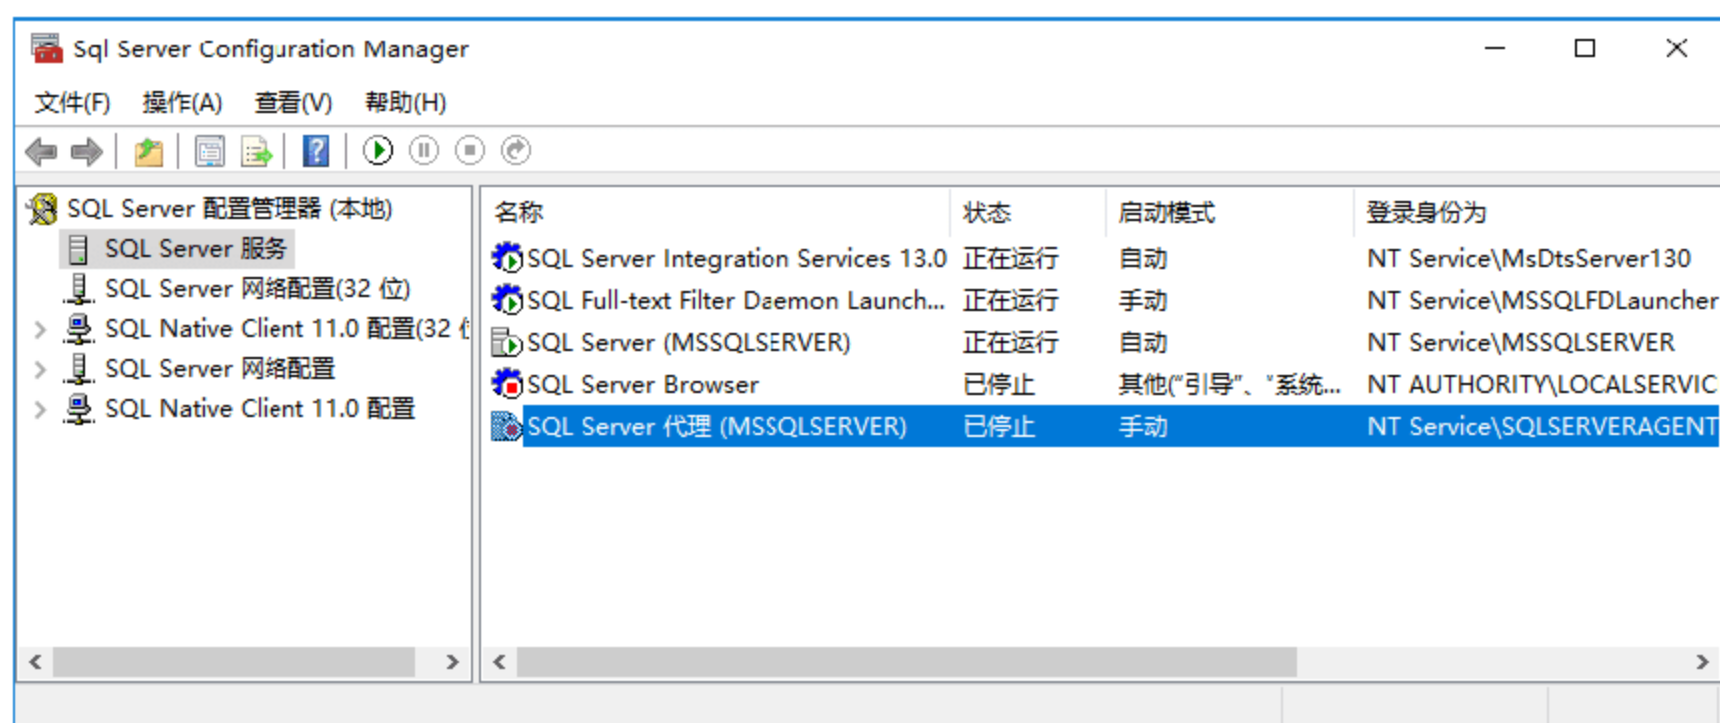 Sql Server Configuration Manager
文件(F) 操作(A) 查看(V) 帮助(H)
SQL Server 配置管理器 (本地)
SQL Server 服务
SQL Server 网络配置(32 位)
SQL Native Client 11.0 配置(32
SQL Server 网络配置
SQL Native Client 11.0 配置
名称 状态 启动模式 登录身份为
SQL Server Integration Services 13.0 正在运行 自动 NT Service\MsDtsServer130
SQL Full-text Filter Daemon Launch... 正在运行 手动 NT Service\MSSQLFDLauncher
SQL Server (MSSQLSERVER) 正在运行 自动 NT Service\MSSQLSERVER
SQL Server Browser 已停止 其他("引导"、"系统... NT AUTHORITY\LOCALSERVIC
SQL Server 代理 (MSSQLSERVER) 已停止 手动 NT Service\SQLSERVERAGENT